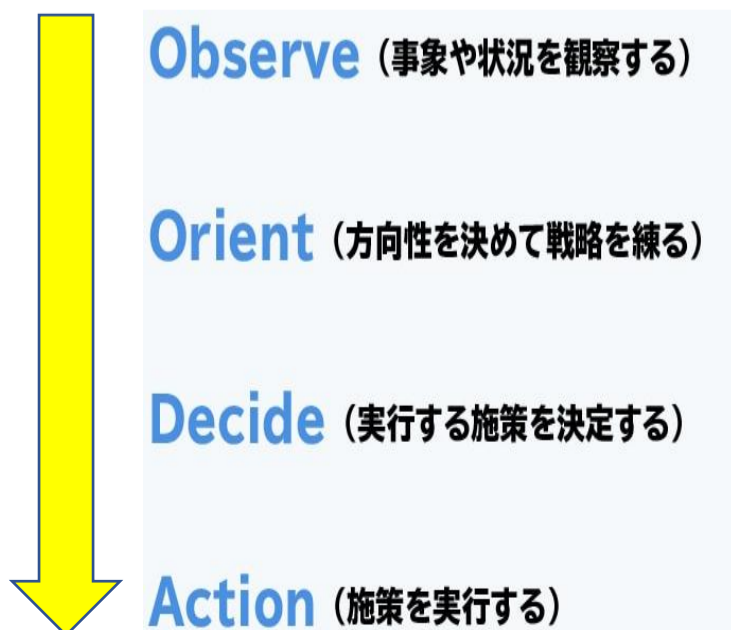 Observe（事象や状況を観察する）
Orient（方向性を決めて戦略を練る）
Decide（実行する施策を決定する）
Action（施策を実行する）